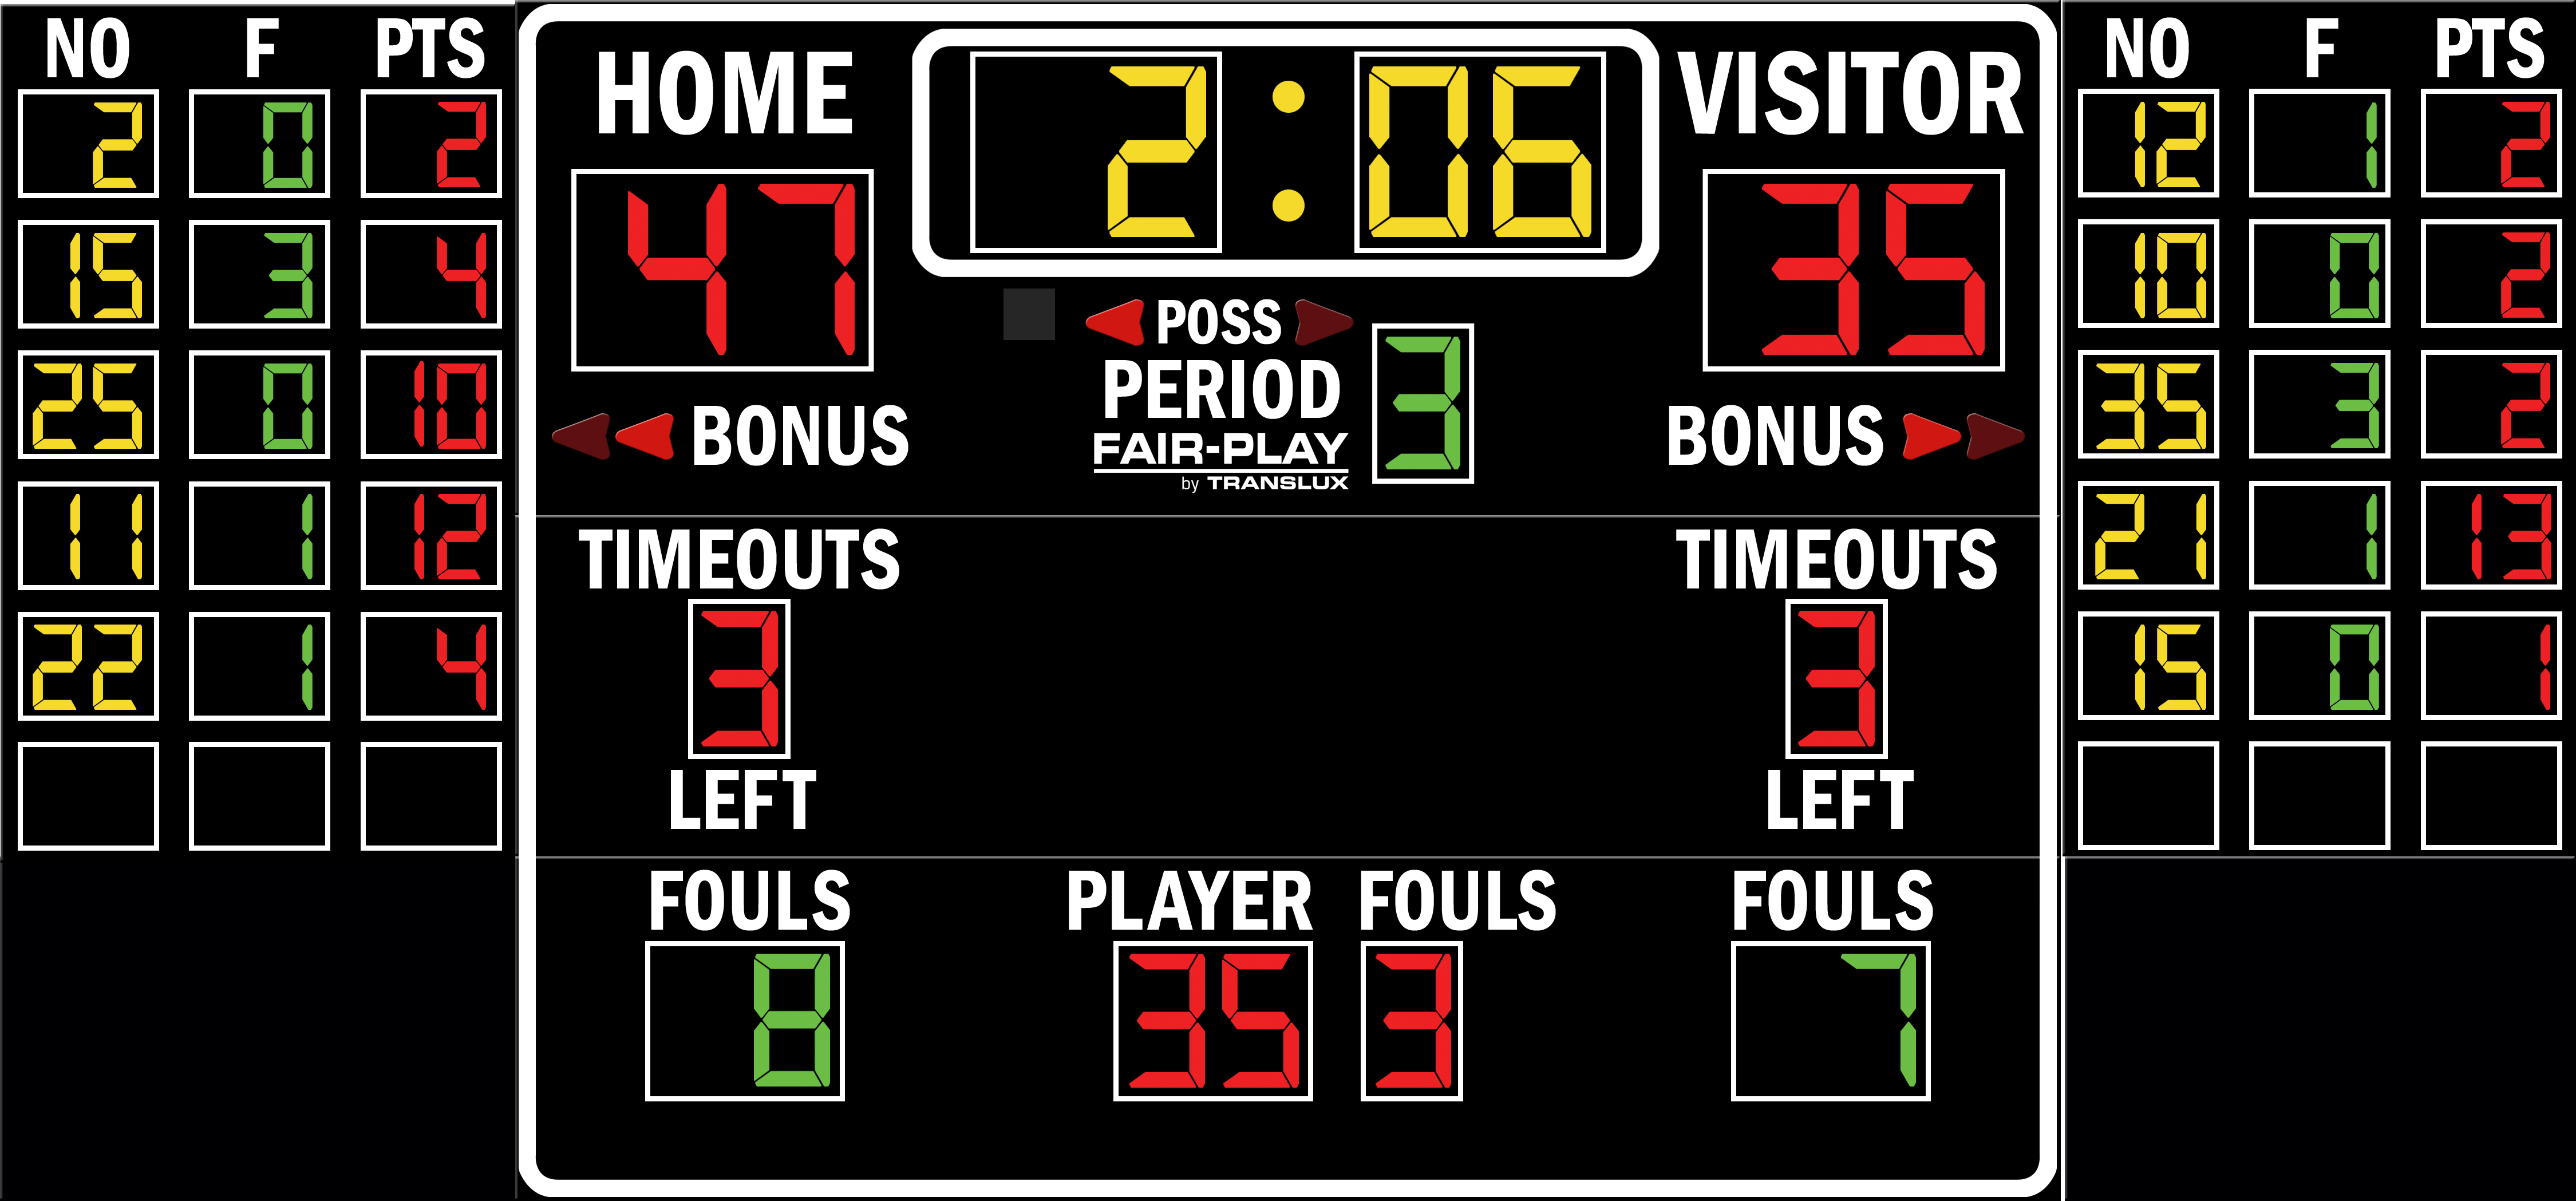 NO F PTS
2 0 2
15 3 4
25 0 10
11 1 12
22 1 4
HOME 2:06 VISITOR
47 35
POSS
PERIOD 3
BONUS BONUS
FAIR-PLAY
by TRANSLUX
TIMEOUTS TIMEOUTS
3 3
LEFT LEFT
FOULS PLAYER FOULS FOULS
8 35 3 7
NO F PTS
12 1 2
10 0 2
35 3 2
21 1 13
15 0 1